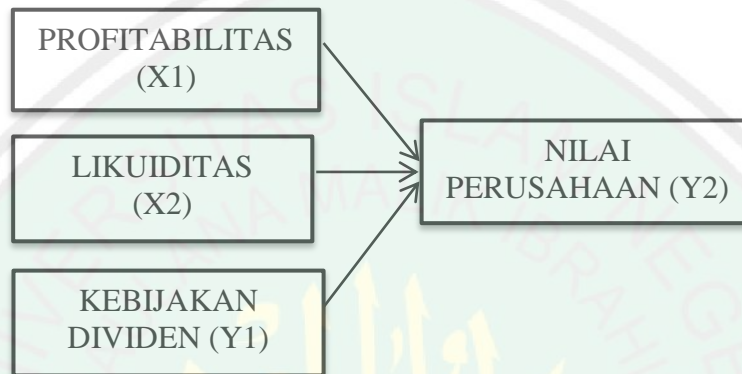 PROFITABILITAS
(X1)
LIKUIDITAS
(X2)
KEBIJAKAN
DIVIDEN (Y1)
NILAI
PERUSAHAAN (Y2)